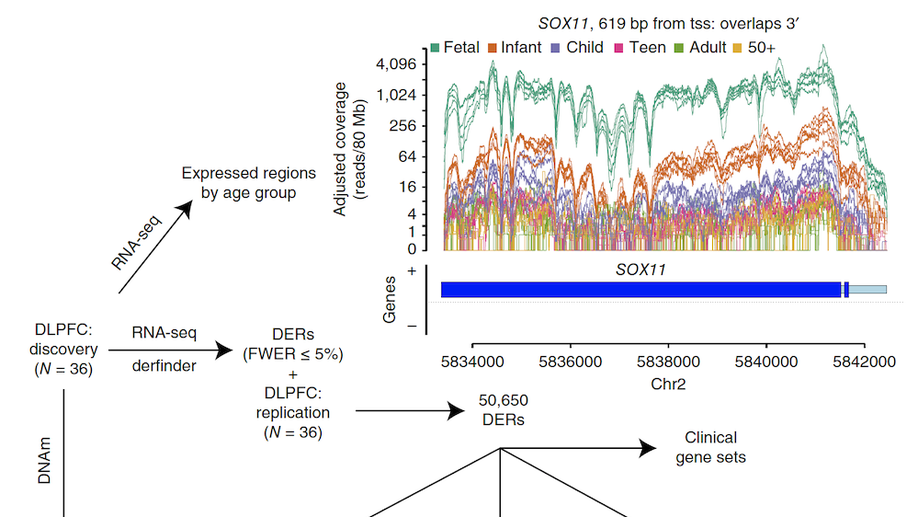 SOX11, 619 bp from tss: overlaps 3′
Fetal Infant Child Teen Adult 50+
Adjusted coverage
(reads/80 Mb)
4,096
1,024
256
64
16
4
1
0
Expressed regions
by age group
RNA-seq
SOX11
Genes
+
–
5834000 5836000 5838000 5840000 5842000
Chr2
DLPFC:
discovery
(N = 36)
RNA-seq
derfinder
DERs
(FWER ≤ 5%)
+
DLPFC:
replication
(N = 36)
50,650
DERs
Clinical
gene sets
DNAm